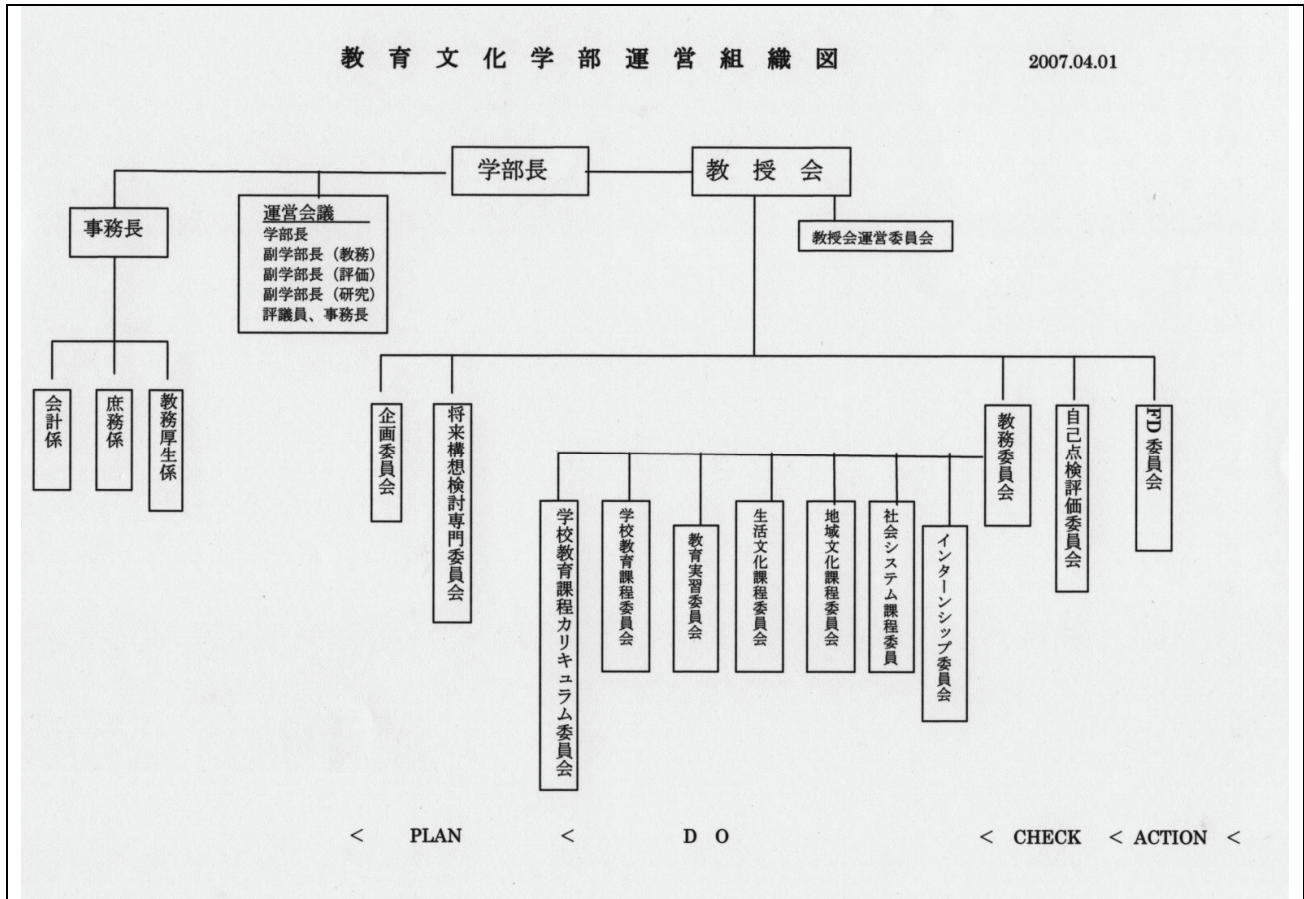 教育文化学部運営組織図
2007.04.01
学部長
教授会
事務長
運営会議
学部長
副学部長（教務）
副学部長（評価）
副学部長（研究）
評議員、事務長
教授会運営委員会
会計係
庶務係
教務厚生係
企画委員会
将来構想検討専門委員会
教務委員会
自己点検評価委員会
FD委員会
学校教育課程カリキュラム委員会
学校教育課程委員会
教育実習委員会
生活文化課程委員会
地域文化課程委員会
社会システム課程委員
インターンシップ委員会
< PLAN < DO < CHECK < ACTION <